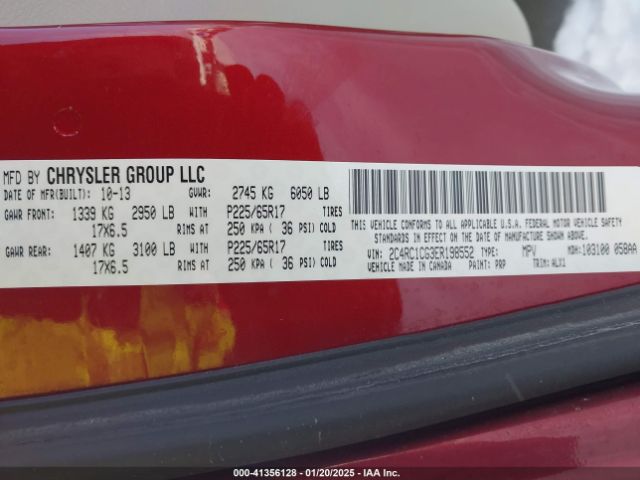 MFD BY CHRYSLER GROUP LLC
DATE OF MFR(BUILT): 10-13 GVWR: 2745 KG 6050 LB
GAWR FRONT: 1339 KG 2950 LB WITH P225/65R17 TIRES
17X6.5 RIMS AT 250 KPA ( 36 PSI) COLD
GAWR REAR: 1407 KG 3100 LB WITH P225/65R17 TIRES
17X6.5 RIMS AT 250 KPA ( 36 PSI) COLD
THIS VEHICLE CONFORMS TO ALL APPLICABLE U.S.A. FEDERAL MOTOR VEHICLE
SAFETY STANDARDS IN EFFECT ON THE DATE OF MANUFACTURE SHOWN ABOVE.
VIN: 2C4RC1CG3ER198552 TYPE: MPV MDH: 103100 058AA
VEHICLE MADE IN CANADA PAINT: PRP TRIM: ALX1
000-41356128 - 01/20/2025 - IAA Inc.